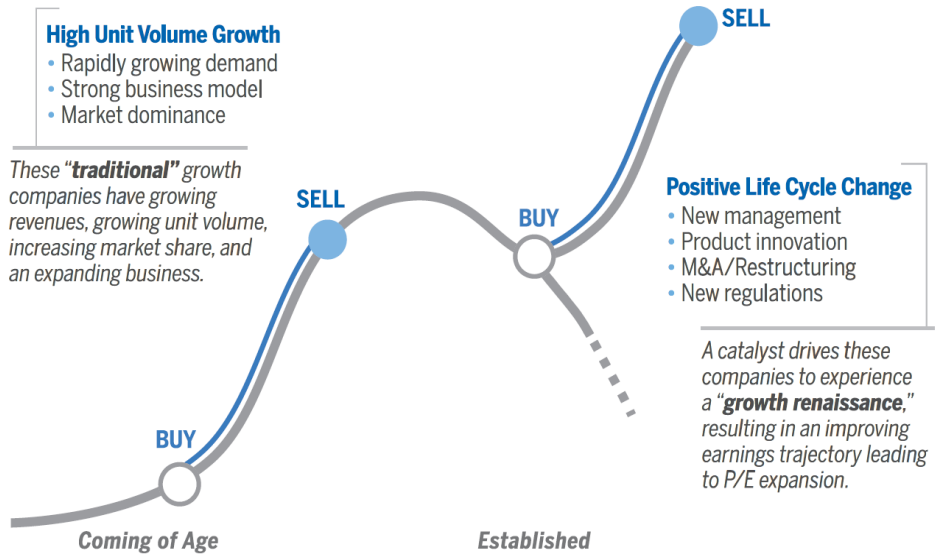 High Unit Volume Growth
• Rapidly growing demand
• Strong business model
• Market dominance
These “traditional” growth
companies have growing
revenues, growing unit volume,
increasing market share, and
an expanding business.
BUY
SELL
BUY
SELL
Positive Life Cycle Change
• New management
• Product innovation
• M&A/Restructuring
• New regulations
A catalyst drives these
companies to experience
a “growth renaissance,”
resulting in an improving
earnings trajectory leading
to P/E expansion.
Coming of Age
Established